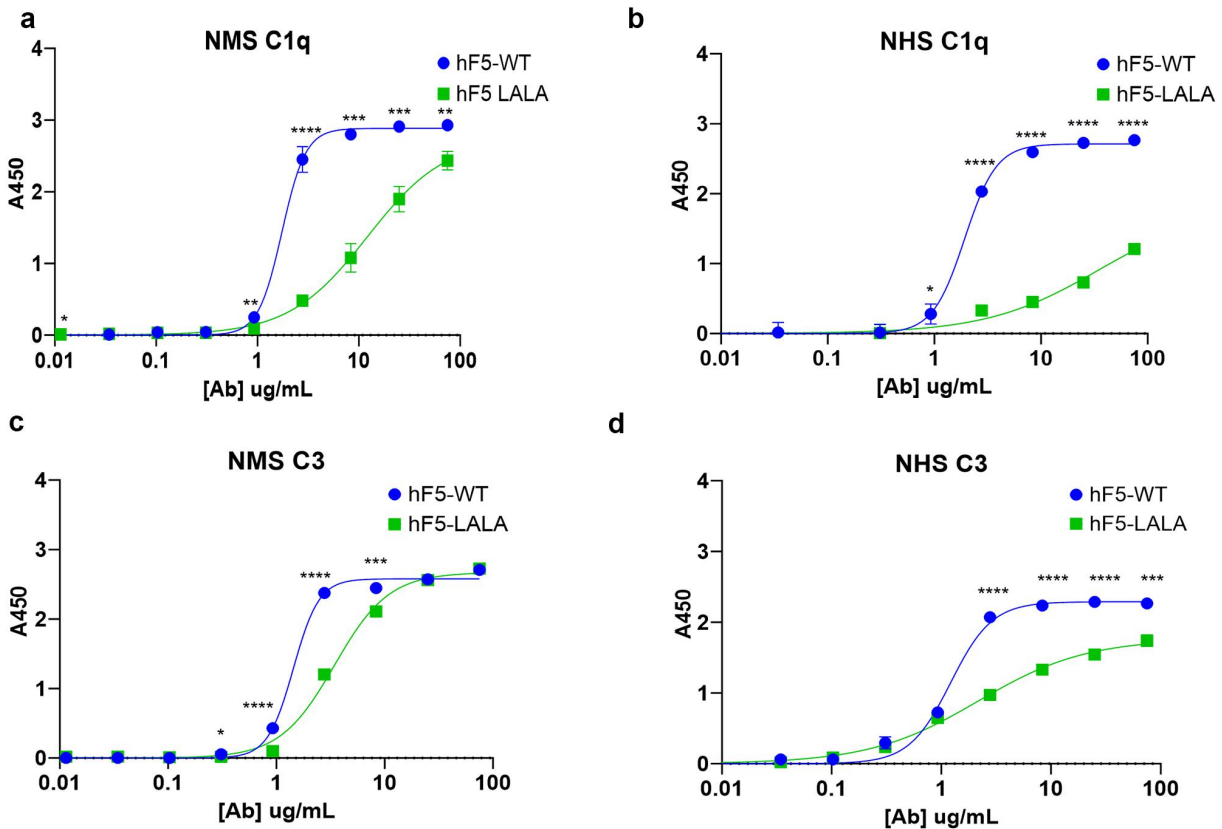 a
NMS C1q
hF5-WT
hF5 LALA
A450
4
3
2
1
0
* ** **** *** *** **
0.01 0.1 1 10 100
[Ab] ug/mL
b
NHS C1q
hF5-WT
hF5-LALA
A450
4
3
2
1
0
* **** **** **** ****
0.01 0.1 1 10 100
[Ab] ug/mL
c
NMS C3
hF5-WT
hF5-LALA
A450
4
3
2
1
0
* **** **** ***
0.01 0.1 1 10 100
[Ab] ug/mL
d
NHS C3
hF5-WT
hF5-LALA
A450
4
3
2
1
0
**** **** **** ***
0.01 0.1 1 10 100
[Ab] ug/mL